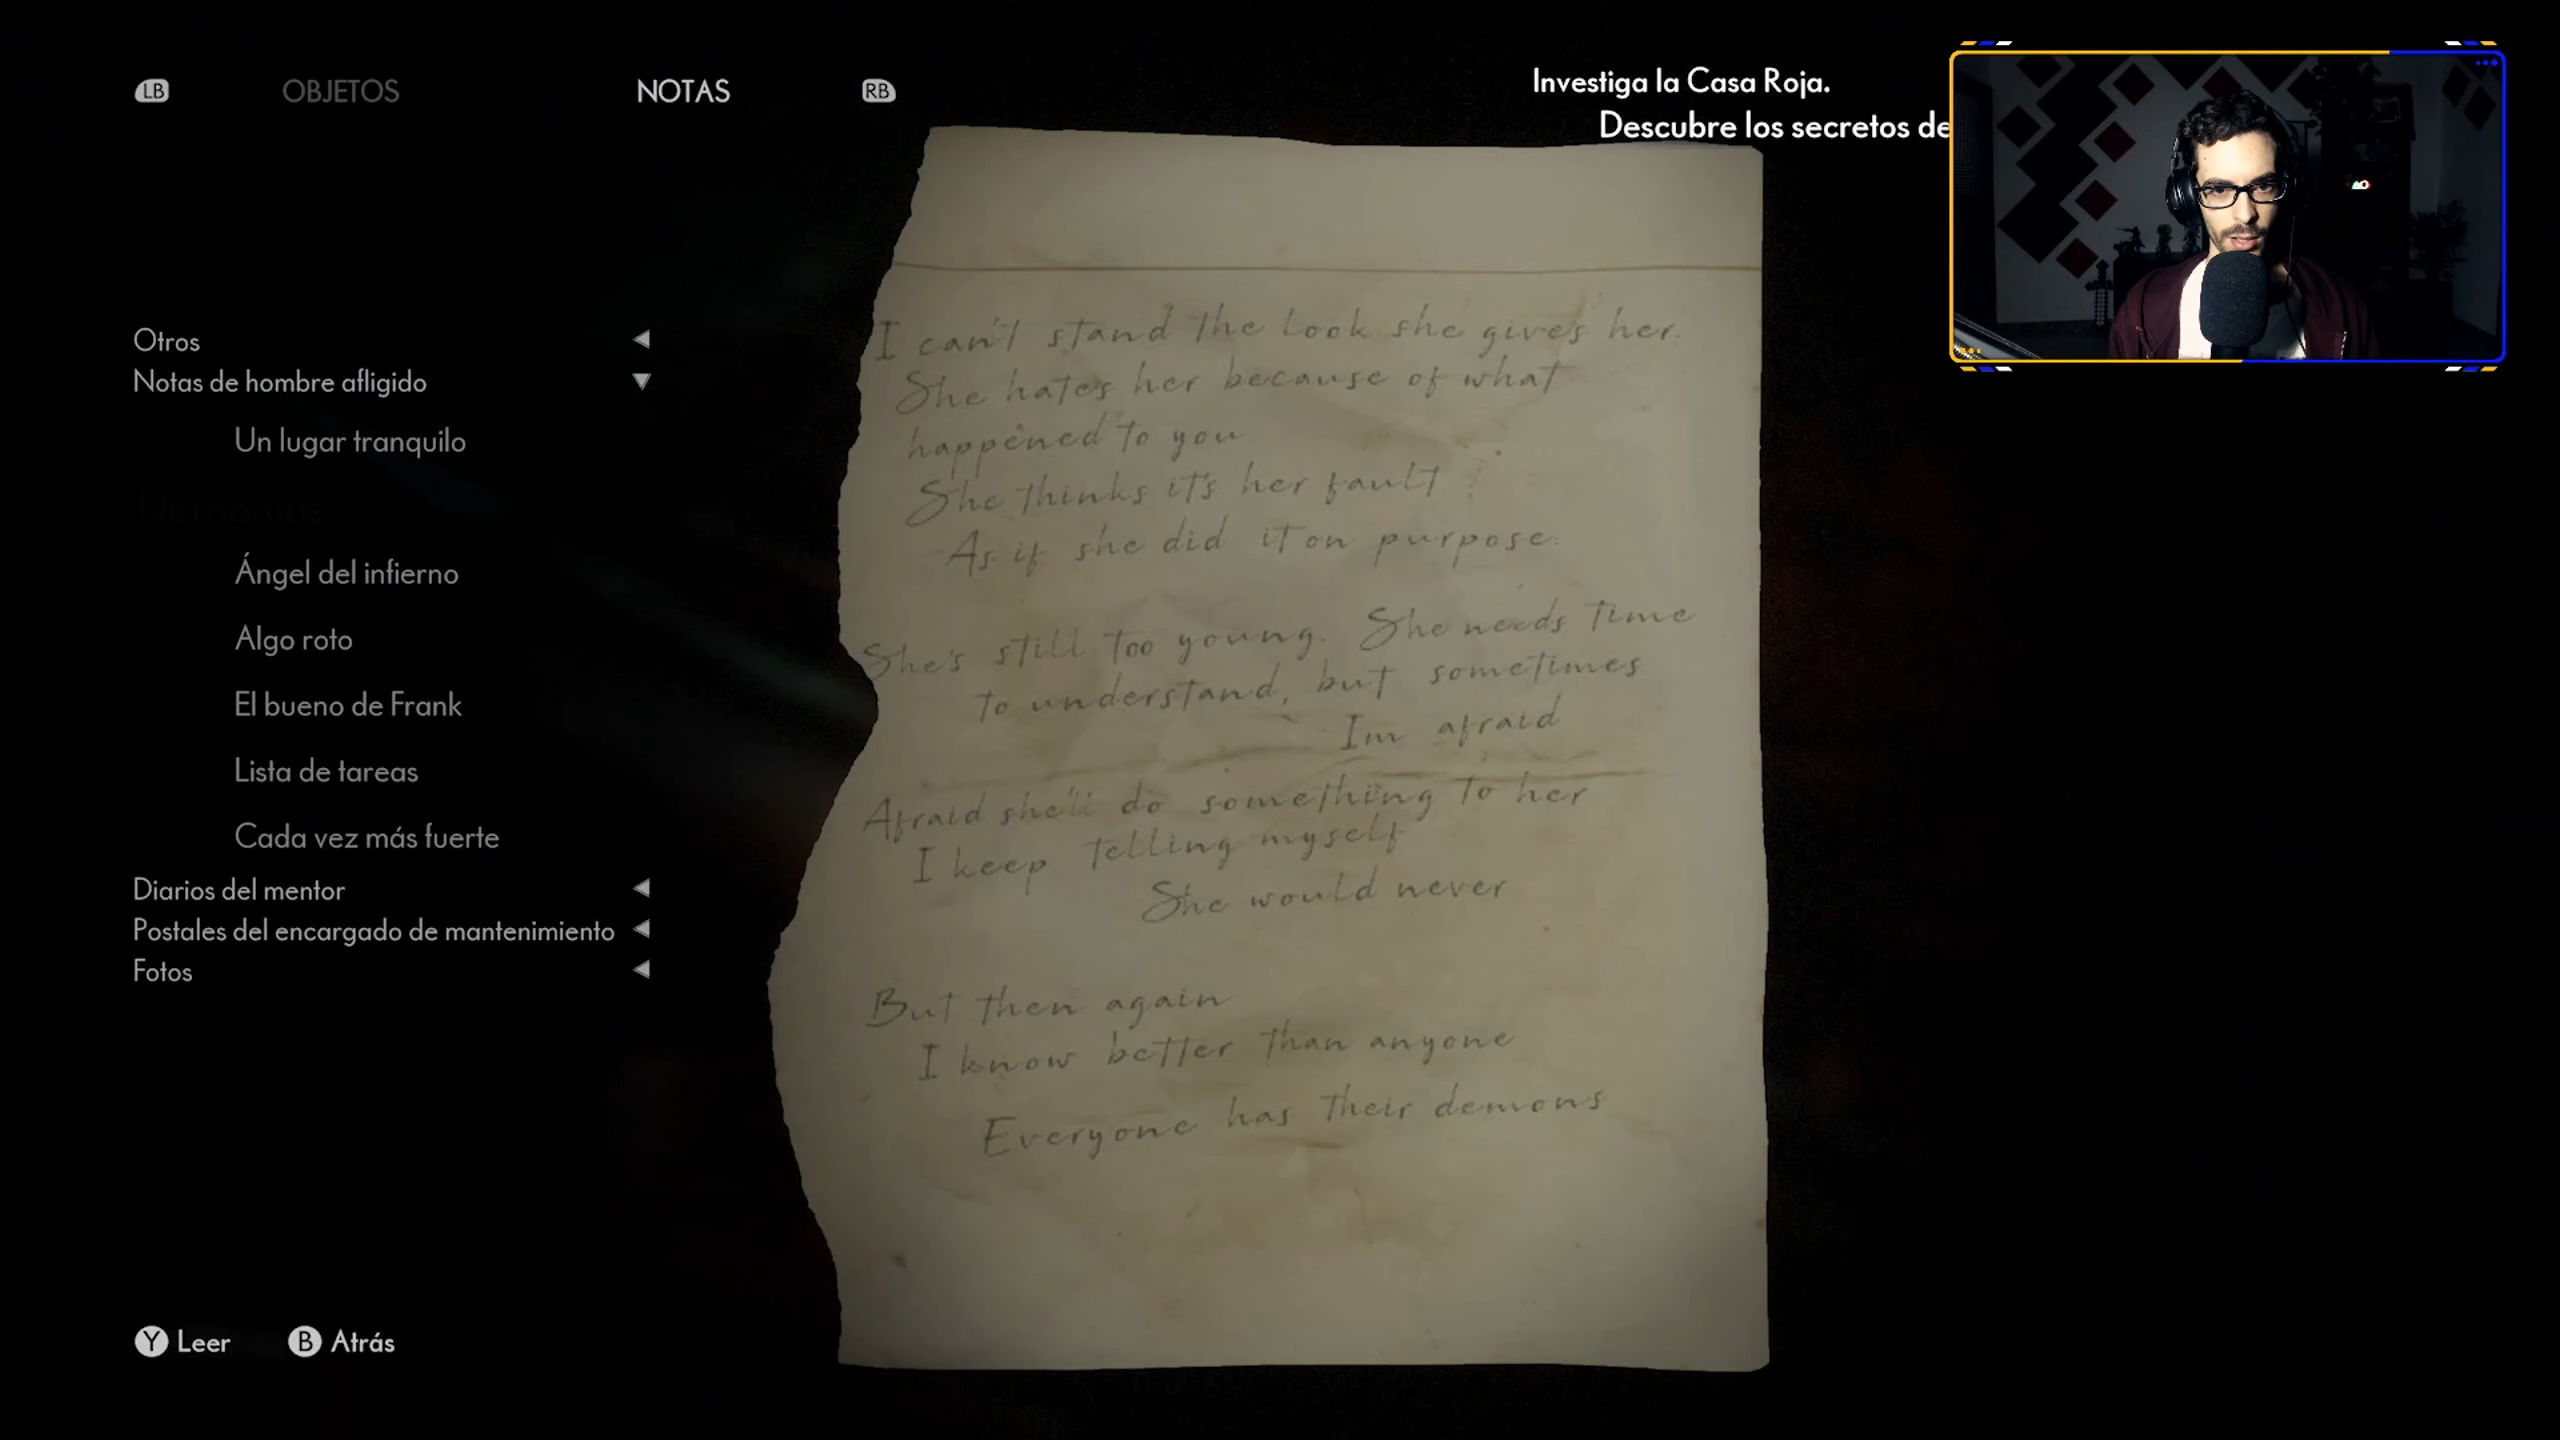 LB OBJETOS NOTAS RB
Investiga la Casa Roja.
Descubre los secretos de
Otros
Notas de hombre afligido
Un lugar tranquilo
Demonios
Ángel del infierno
Algo roto
El bueno de Frank
Lista de tareas
Cada vez más fuerte
Diarios del mentor
Postales del encargado de mantenimiento
Fotos
Y Leer B Atrás
I can't stand the look she gives her.
She hates her because of what
happened to you
She thinks it's her fault
As if she did it on purpose.
She's still too young. She needs time
to understand, but sometimes
Im afraid
Afraid she'll do something to her
I keep telling myself
She would never
But then again
I know better than anyone
Everyone has their demons